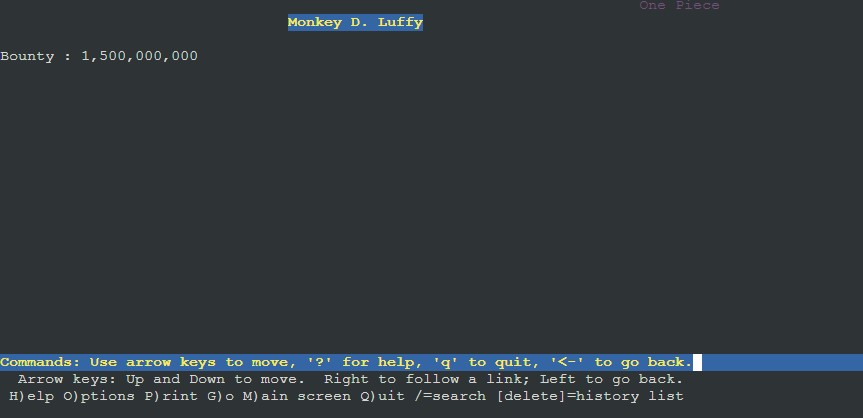 One Piece
Monkey D. Luffy
Bounty : 1,500,000,000
Commands: Use arrow keys to move, '?' for help, 'q' to quit, '<-' to go back.
Arrow keys: Up and Down to move.  Right to follow a link; Left to go back.
H)elp O)ptions P)rint G)o M)ain screen Q)uit /=search [delete]=history list